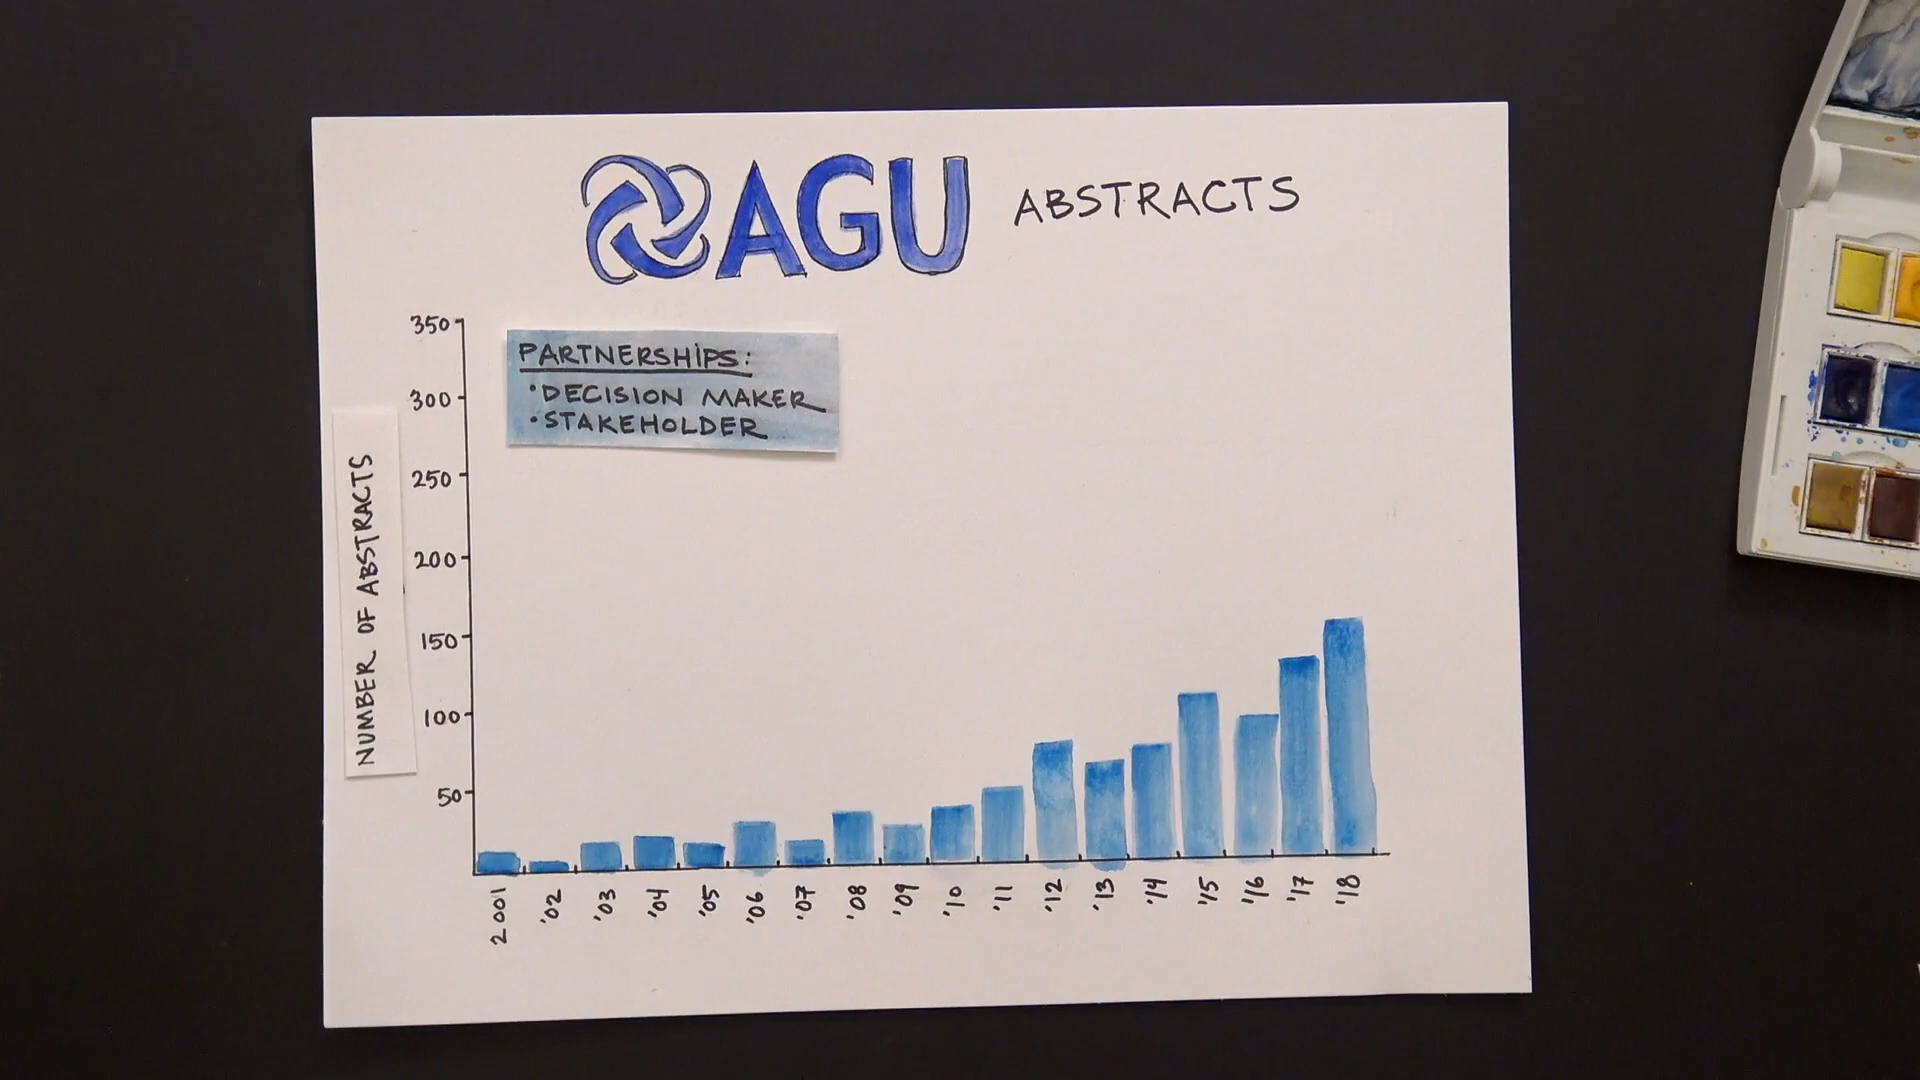 AGU ABSTRACTS
PARTNERSHIPS:
•DECISION MAKER
•STAKEHOLDER
NUMBER OF ABSTRACTS
350
300
250
200
150
100
50
2001 '02 '03 '04 '05 '06 '07 '08 '09 '10 '11 '12 '13 '14 '15 '16 '17 '18